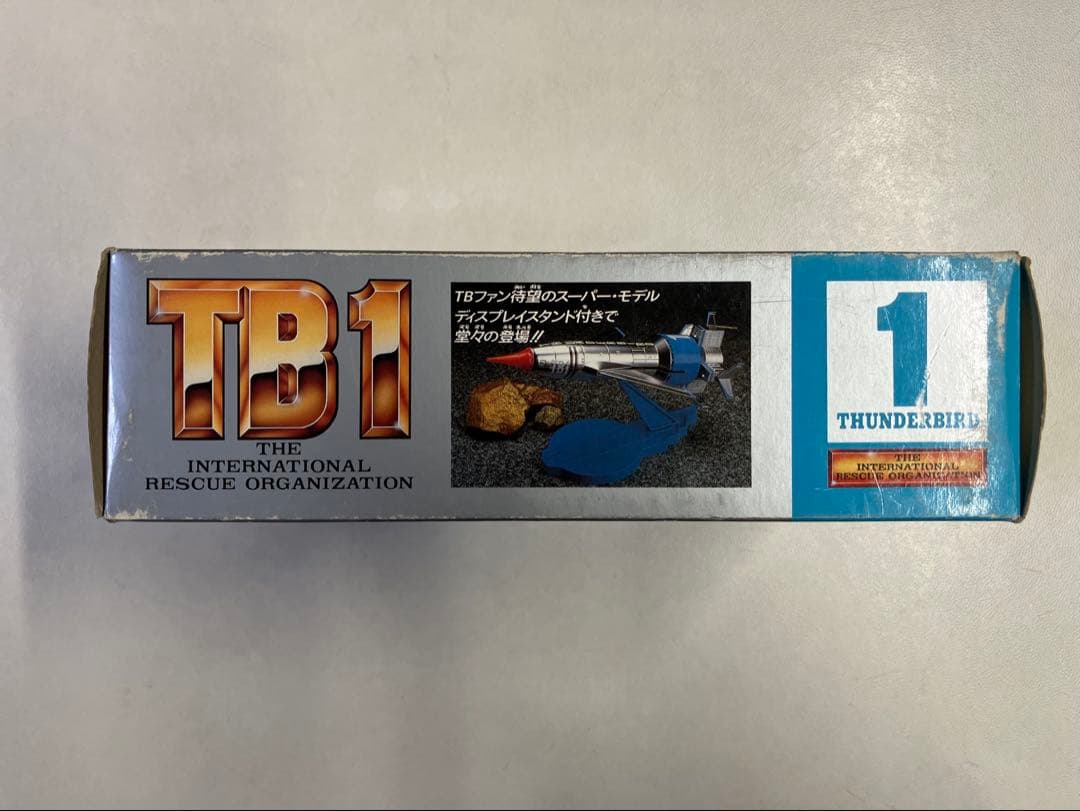 TB1
THE
INTERNATIONAL
RESCUE ORGANIZATION
TBファン待望のスーパー・モデル
ディスプレイスタンド付きで
堂々の登場!!
TB1
1
THUNDERBIRD
THE
INTERNATIONAL
RESCUE ORGANIZATION